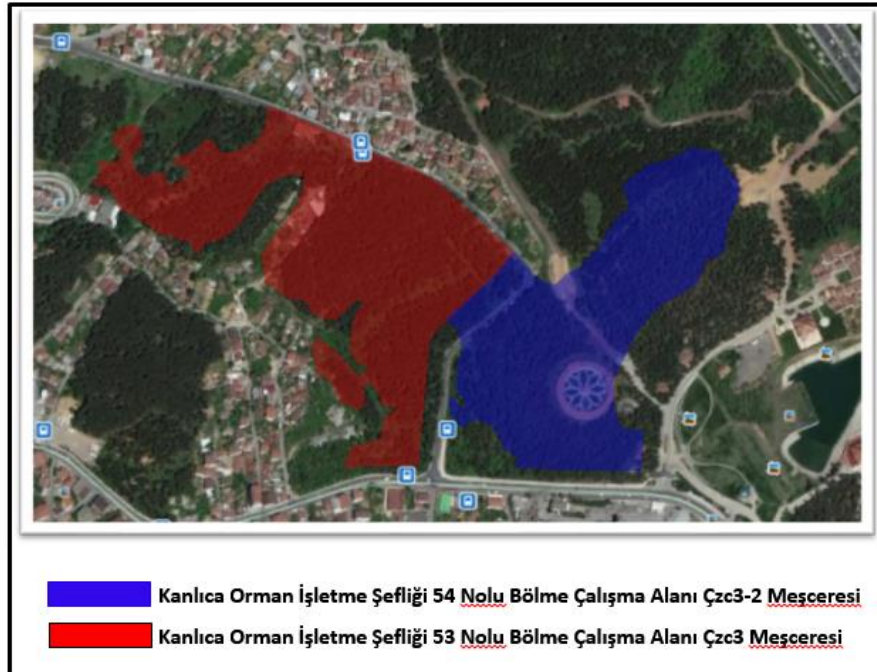 Kanlıca Orman İşletme Şefliği 54 Nolu Bölme Çalışma Alanı Çzc3-2 Meşceresi
Kanlıca Orman İşletme Şefliği 53 Nolu Bölme Çalışma Alanı Çzc3 Meşceresi